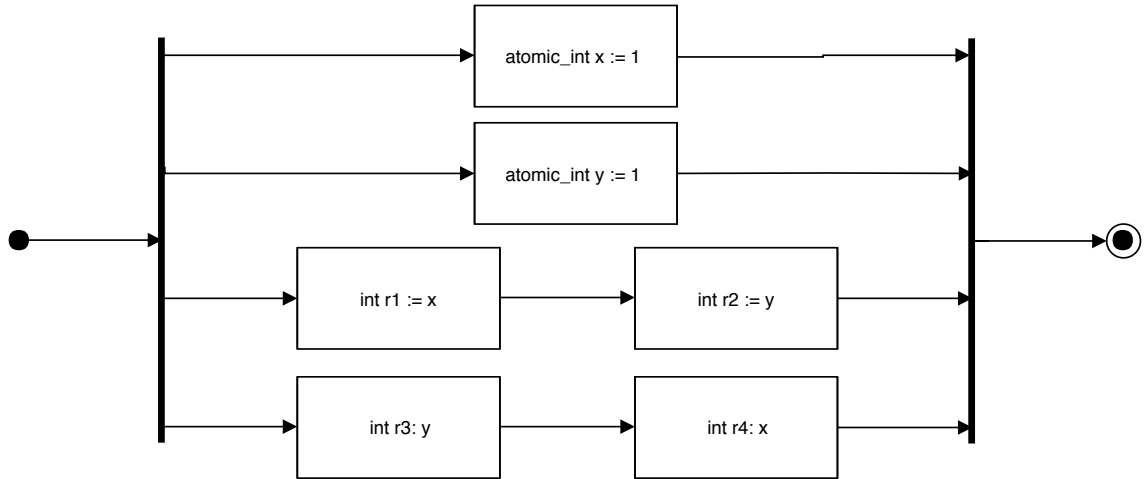 atomic_int x := 1
atomic_int y := 1
int r1 := x
int r2 := y
int r3: y
int r4: x